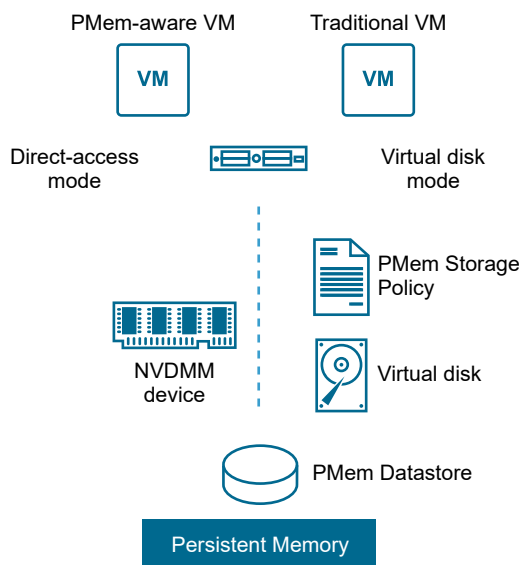 PMem-aware VM
Traditional VM
VM
VM
Direct-access
mode
Virtual disk
mode
PMem Storage
Policy
NVDMM
device
Virtual disk
PMem Datastore
Persistent Memory